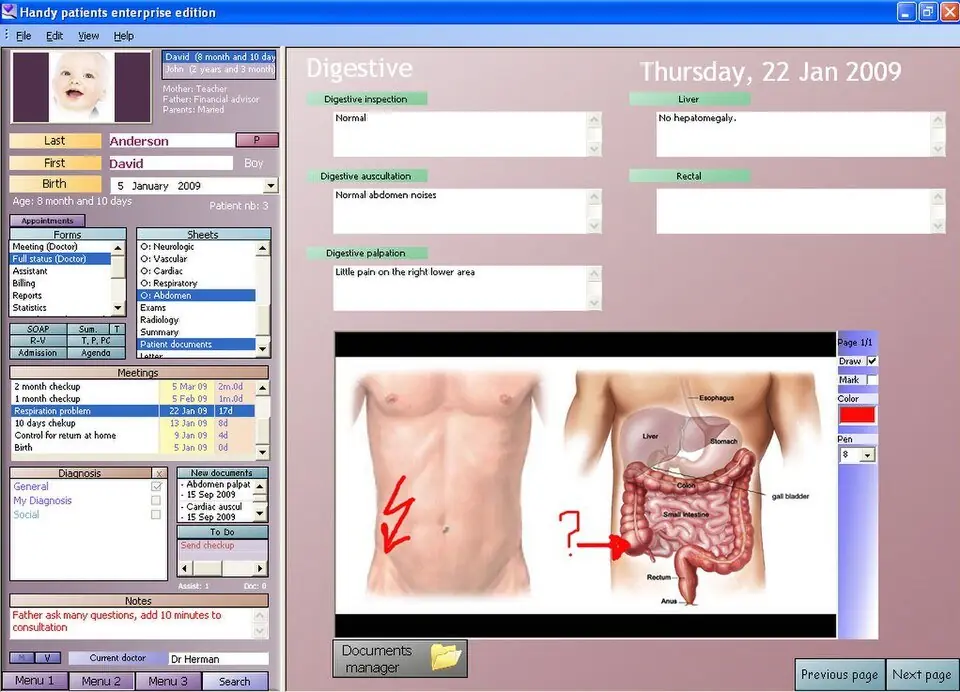 Handy patients enterprise edition
File Edit View Help
David (8 month and 10 day
John (2 years and 3 month)
Mother: Teacher
Father: Financial advisor
Parents: Maried
Last Anderson P
First David Boy
Birth 5 January 2009
Age: 8 month and 10 days
Patient nb: 3
Appointments
Forms
Meeting (Doctor)
Full status (Doctor)
Assistant
Billing
Reports
Statistics
Sheets
O: Neurologic
O: Vascular
O: Cardiac
O: Respiratory
O: Abdomen
Exams
Radiology
Summary
Patient documents
Letter
SOAP Sum. T
R-V T, P, PC
Admission Agenda
Meetings
2 month checkup 5 Mar 09 2m.0d
1 month checkup 5 Feb 09 1m.0d
Respiration problem 22 Jan 09 17d
10 days chekup 13 Jan 09 8d
Control for return at home 9 Jan 09 4d
Birth 5 Jan 09 0d
Diagnosis x
General
My Diagnosis
Social
New documents
- Abdomen palpat
- 15 Sep 2009
- Cardiac auscul
- 15 Sep 2009
To Do
Send checkup
Assist: 1 Doc: 0
Notes
Father ask many questions, add 10 minutes to
consultation
M V Current doctor Dr Herman
Menu 1 Menu 2 Menu 3 Search
Digestive
Thursday, 22 Jan 2009
Digestive inspection
Normal
Liver
No hepatomegaly.
Digestive auscultation
Normal abdomen noises
Rectal
Digestive palpation
Little pain on the right lower area
Esophagus
Liver
Stomach
Colon
gall bladder
Small intestine
?
Rectum
Anus
Page 1/1
Draw
Mark
Color
Pen
8
Documents
manager
Previous page Next page